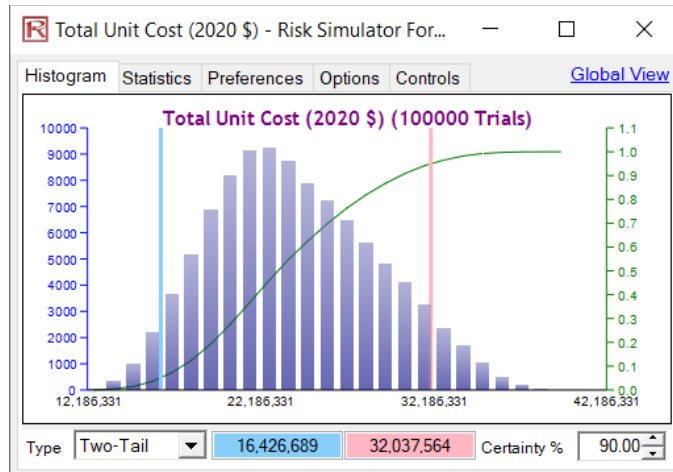 Total Unit Cost (2020 $) - Risk Simulator For...
Histogram Statistics Preferences Options Controls Global View
Total Unit Cost (2020 $) (100000 Trials)
10000 1.1
9000 1.0
8000 0.9
7000 0.8
6000 0.7
5000 0.6
4000 0.5
3000 0.4
2000 0.3
1000 0.2
0 0.1
0.0
12,186,331 22,186,331 32,186,331 42,186,331
Type Two-Tail 16,426,689 32,037,564 Certainty % 90.00